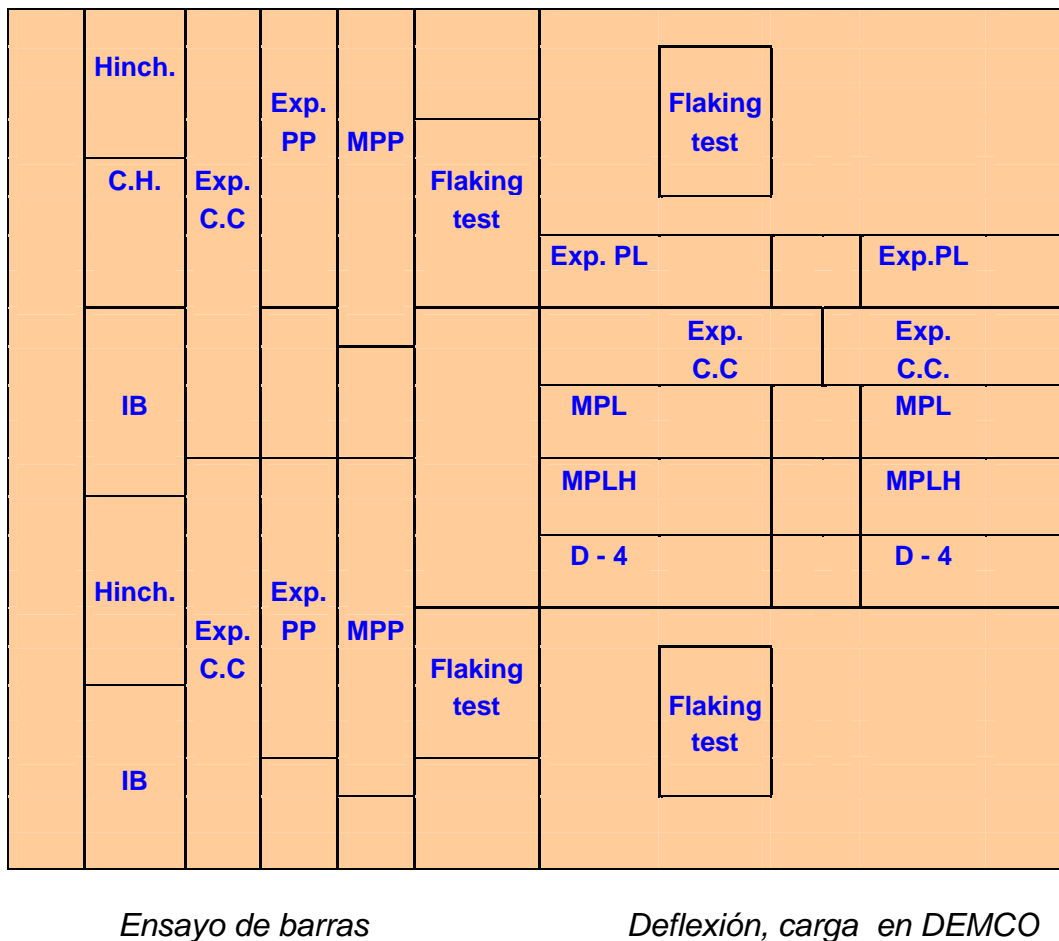 Hinch.
C.H.
IB
Hinch.
IB
Exp.
C.C
Exp.
C.C
Exp.
PP
Exp.
PP
MPP
MPP
Flaking
test
Flaking
test
Flaking
test
Exp. PL
Exp.PL
Exp.
C.C
Exp.
C.C.
MPL
MPL
MPLH
MPLH
D - 4
D - 4
Flaking
test
Ensayo de barras
Deflexión, carga en DEMCO